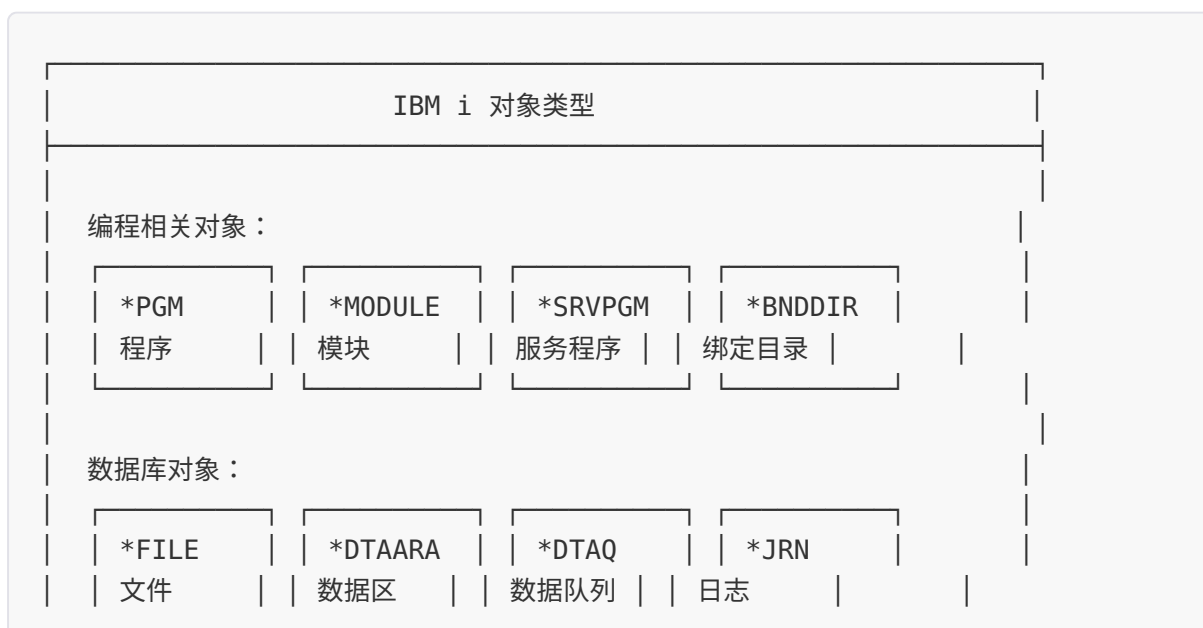 IBM i 对象类型
编程相关对象：
*PGM *MODULE *SRVPGM *BNDDIR
程序 模块 服务程序 绑定目录
数据库对象：
*FILE *DTAARA *DTAQ *JRN
文件 数据区 数据队列 日志